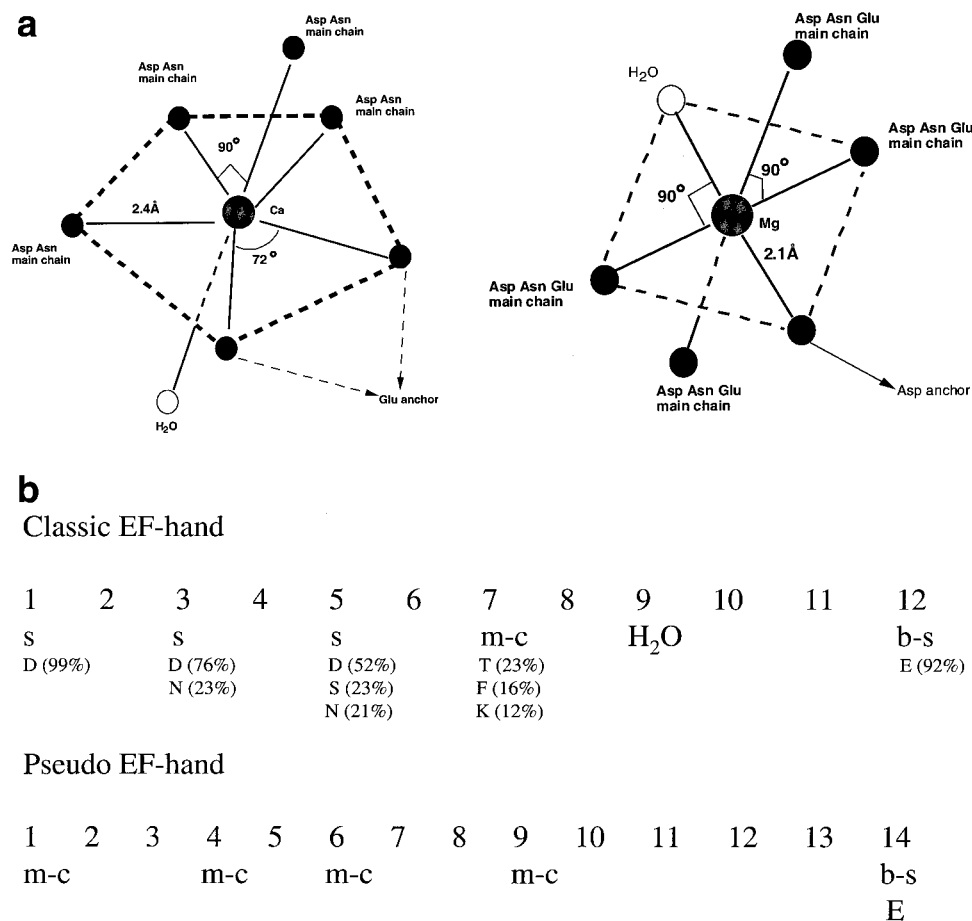 a
Asp Asn
main chain
Asp Asn
main chain
Asp Asn
main chain
90°
2.4Å
Ca
72°
Asp Asn
main chain
Glu anchor
H2O
Asp Asn Glu
main chain
H2O
Asp Asn Glu
main chain
90°
90°
Mg
2.1Å
Asp Asn Glu
main chain
Asp Asn Glu
main chain
Asp anchor
b
Classic EF-hand
1 2 3 4 5 6 7 8 9 10 11 12
s s s m-c H2O b-s
D (99%) D (76%) D (52%) T (23%) E (92%)
N (23%) S (23%) F (16%)
N (21%) K (12%)
Pseudo EF-hand
1 2 3 4 5 6 7 8 9 10 11 12 13 14
m-c m-c m-c m-c b-s
E